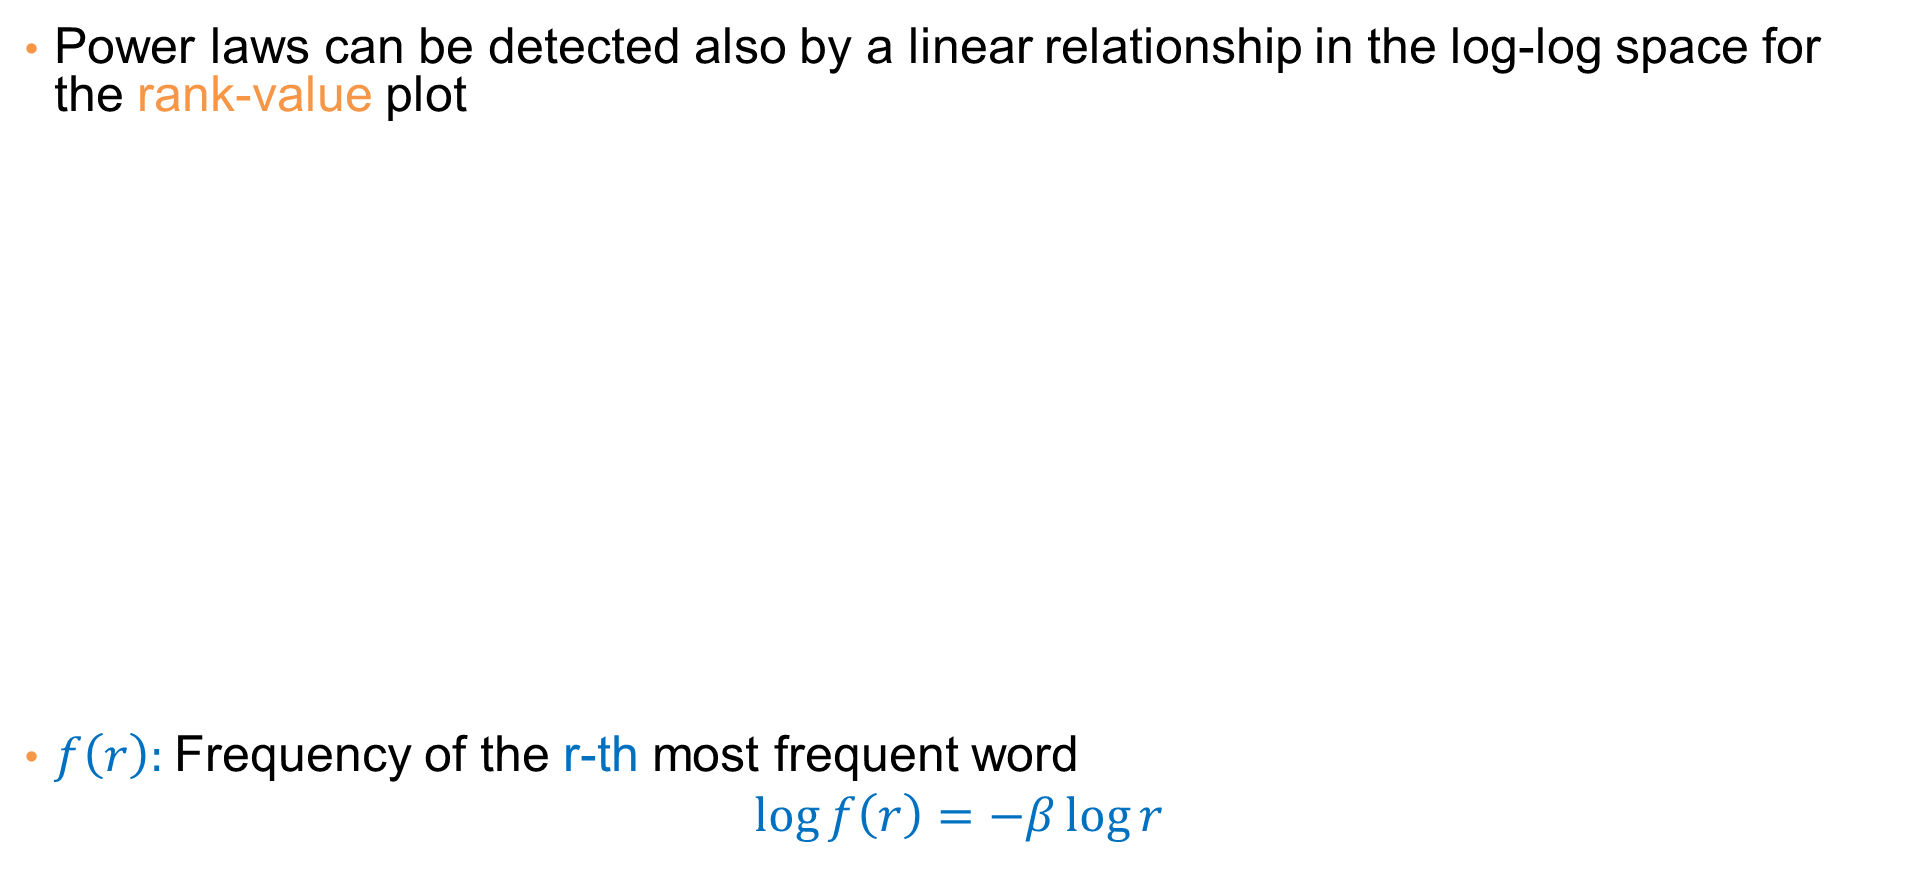 • Power laws can be detected also by a linear relationship in the log-log space for
the rank-value plot
• f(r): Frequency of the r-th most frequent word
log f(r) = −β log r